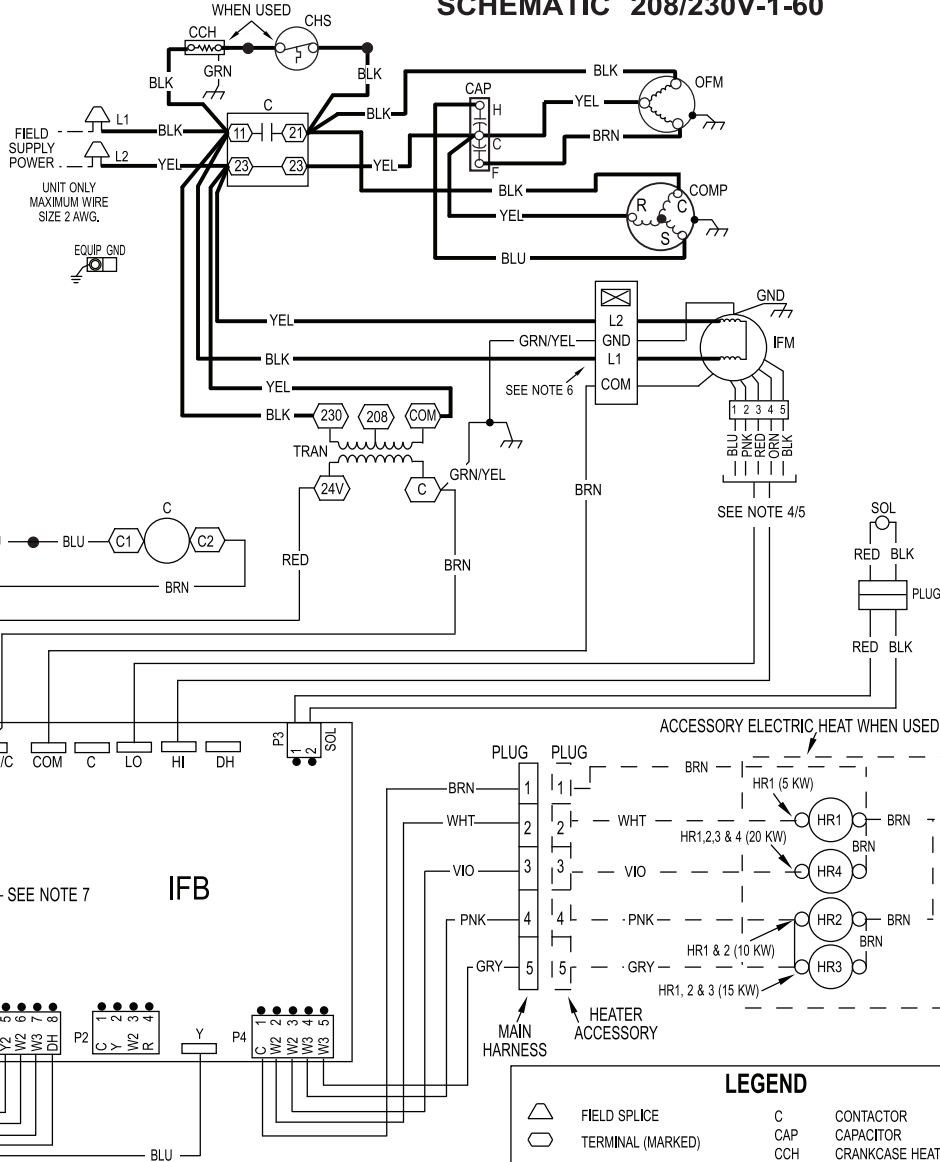 SCHEMATIC 208/230V-1-60
WHEN USED
CCH
CHS
GRN
BLK
BLK
C
BLK
CAP
BLK
OFM
H
YEL
FIELD SUPPLY POWER
L1
BLK
11
21
C
BRN
L2
YEL
23
23
YEL
F
UNIT ONLY
MAXIMUM WIRE
SIZE 2 AWG.
BLK
COMP
YEL
R
C
S
BLU
EQUIP GND
GND
YEL
L2
GRN/YEL
GND
IFM
BLK
L1
SEE NOTE 6
COM
YEL
BLK
230
208
COM
1 2 3 4 5
BLU
PNK
RED
ORN
BLK
TRAN
GRN/YEL
24V
C
BRN
SEE NOTE 4/5
SOL
C
BLU
C1
C2
RED
BRN
RED BLK
BRN
PLUG
RED BLK
P3
1
2
SOL
/C
COM
C
LO
HI
DH
ACCESSORY ELECTRIC HEAT WHEN USED
PLUG
PLUG
BRN
1
1
BRN
HR1 (5 KW)
WHT
2
2
WHT
HR1
BRN
HR1,2,3 & 4 (20 KW)
BRN
VIO
3
3
VIO
HR4
- SEE NOTE 7
IFB
PNK
4
4
PNK
HR2
BRN
HR1 & 2 (10 KW)
BRN
GRY
5
5
GRY
HR3
HR1, 2 & 3 (15 KW)
MAIN
HARNESS
HEATER
ACCESSORY
5 6 7 8
Y2 W2 W3 DH
P2
1 2 3 4
C Y W2 R
Y
P4
1 2 3 4 5
C W2 W2 W3 W3
BLU
LEGEND
FIELD SPLICE
C CONTACTOR
TERMINAL (MARKED)
CAP CAPACITOR
CCH CRANKCASE HEAT